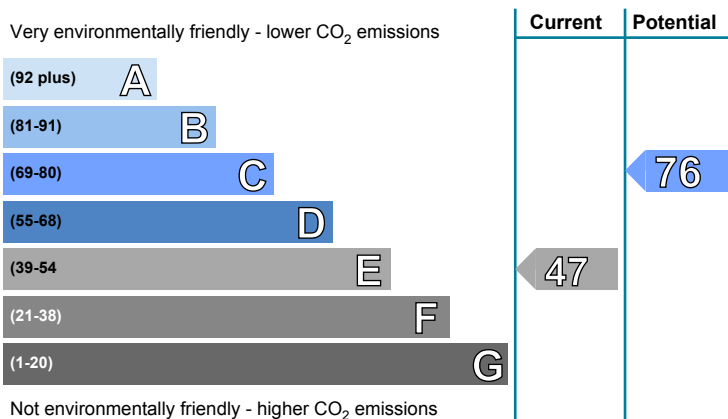 Current Potential
Very environmentally friendly - lower CO2 emissions
(92 plus) A
(81-91) B
(69-80) C 76
(55-68) D
(39-54 E 47
(21-38) F
(1-20) G
Not environmentally friendly - higher CO2 emissions